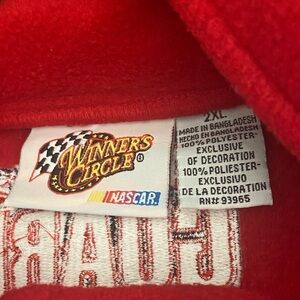 WINNER'S
CIRCLE®
NASCAR.
2XL
MADE IN BANGLADESH
HECHO EN BANGLADESH
100% POLYESTER-
EXCLUSIVE
OF DECORATION
100% POLIESTER-
EXCLUSIVO
DE LA DECORATION
RN# 93965